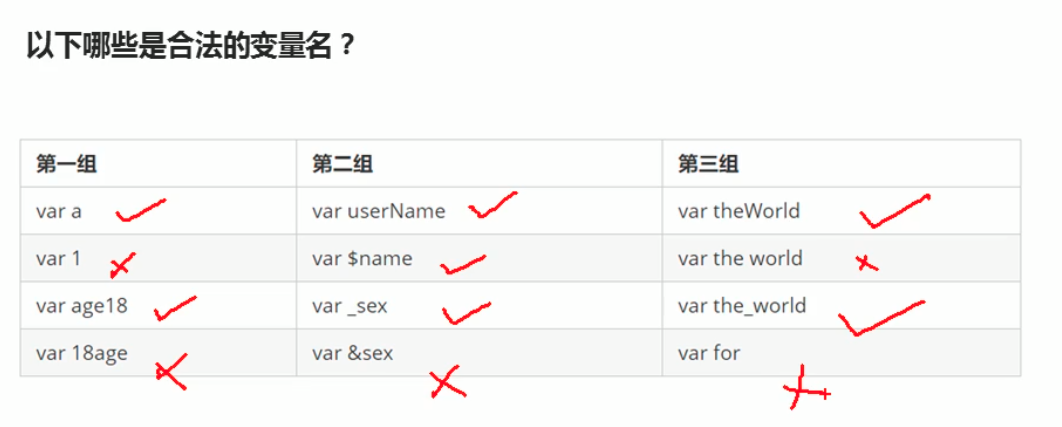 以下哪些是合法的变量名？
第一组 第二组 第三组
var a var userName var theWorld
var 1 var $name var the world
var age18 var _sex var the_world
var 18age var &sex var for